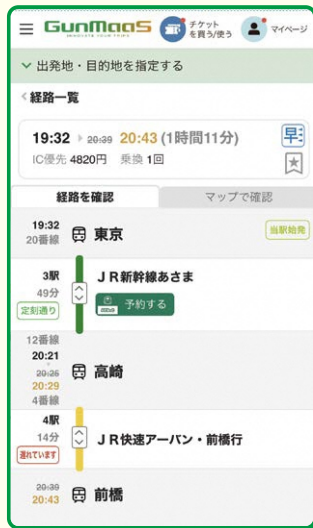 GunMaaS
INNOVATE YOUR TRIPS
チケットを買う/使う
マイページ
出発地・目的地を指定する
経路一覧
19:32 20:39 20:43 (1時間11分) 早
IC優先 4820円 乗換 1回
経路を確認 マップで確認
19:32
20番線 東京 当駅始発
3駅 JR新幹線あさま
49分 予約する
定刻通り
12番線
20:21
20:25 高崎
20:29
4番線
4駅
14分 JR快速アーバン・前橋行
遅れています
20:39
20:43 前橋